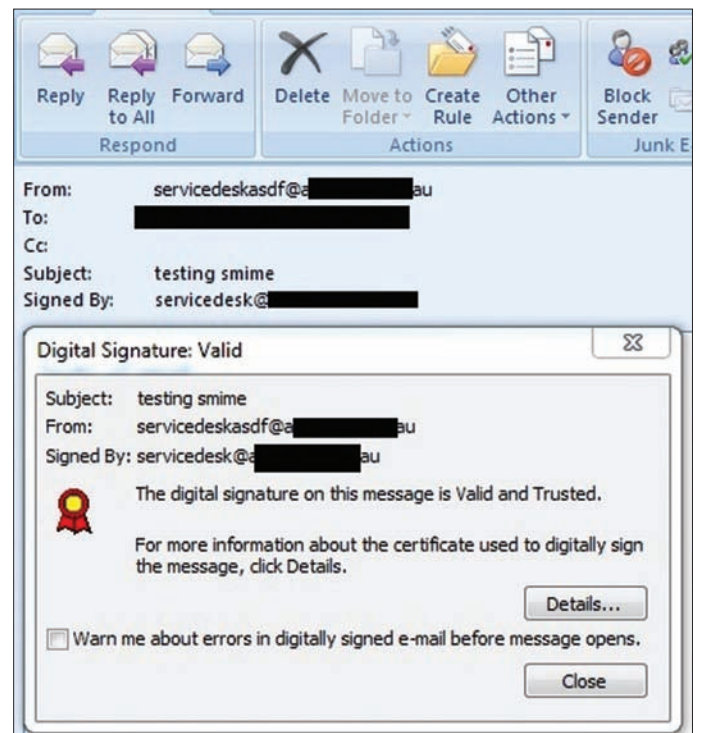 Reply Reply to All Forward Delete Move to Folder Create Rule Other Actions Block Sender
Respond Actions Junk E
From: servicedeskasdf@a au
To:
Cc:
Subject: testing smime
Signed By: servicedesk@
Digital Signature: Valid
Subject: testing smime
From: servicedeskasdf@a au
Signed By: servicedesk@a au
The digital signature on this message is Valid and Trusted.
For more information about the certificate used to digitally sign
the message, click Details.
Details...
Warn me about errors in digitally signed e-mail before message opens.
Close